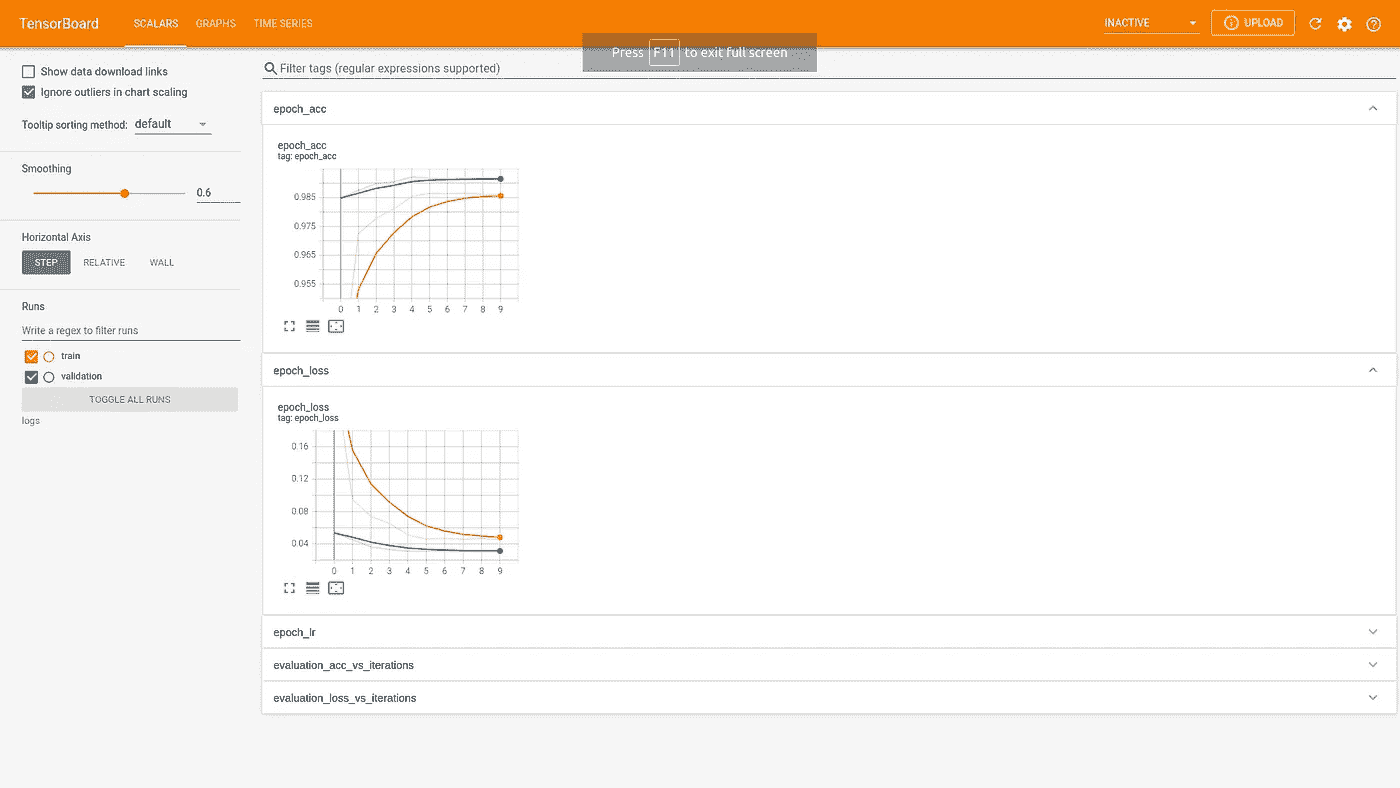 TensorBoard SCALARS GRAPHS TIME SERIES INACTIVE UPLOAD
Press F11 to exit full screen
Show data download links
Ignore outliers in chart scaling
Tooltip sorting method: default
Smoothing
0.6
Horizontal Axis
STEP RELATIVE WALL
Runs
Write a regex to filter runs
train
validation
TOGGLE ALL RUNS
logs
Filter tags (regular expressions supported)
epoch_acc
epoch_acc
tag: epoch_acc
0.985
0.975
0.965
0.955
0 1 2 3 4 5 6 7 8 9
epoch_loss
epoch_loss
tag: epoch_loss
0.16
0.12
0.08
0.04
0 1 2 3 4 5 6 7 8 9
epoch_lr
evaluation_acc_vs_iterations
evaluation_loss_vs_iterations